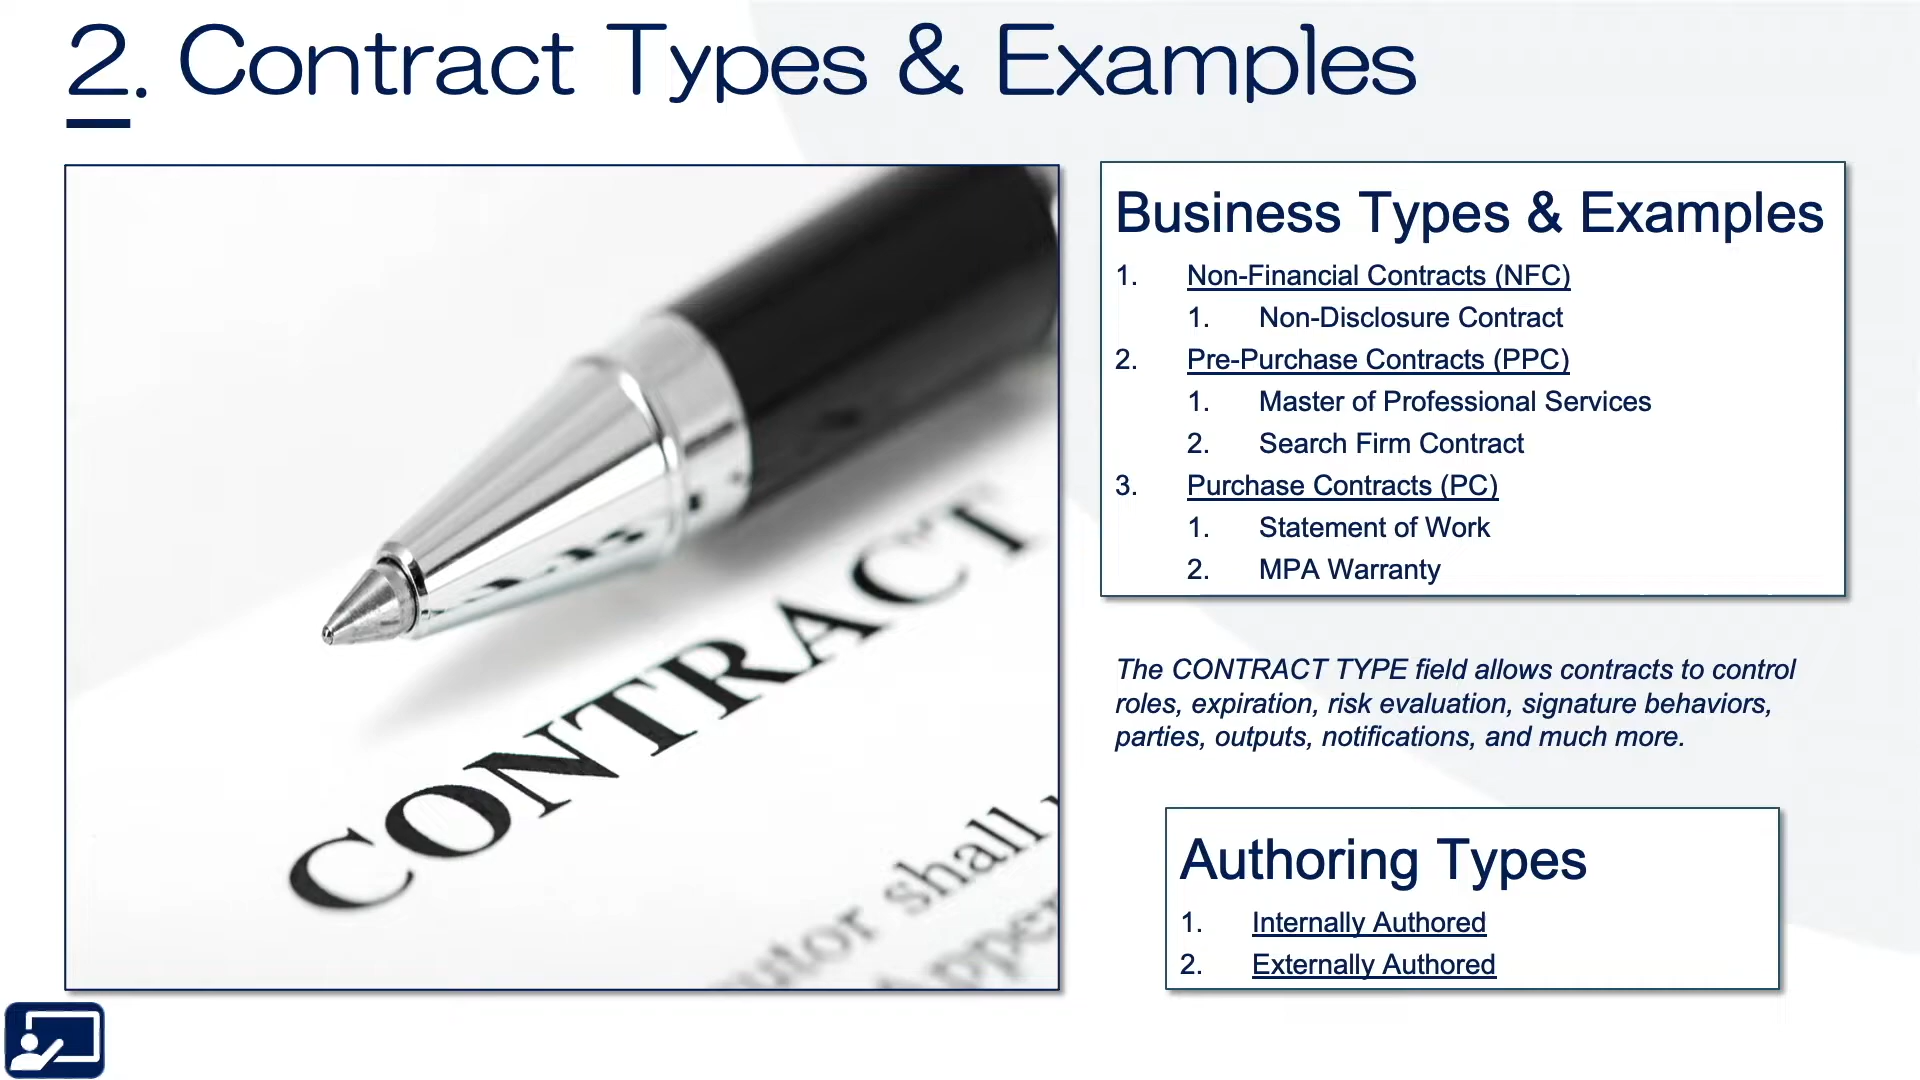 2. Contract Types & Examples
CONTRACT
shall
Business Types & Examples
1. Non-Financial Contracts (NFC)
1. Non-Disclosure Contract
2. Pre-Purchase Contracts (PPC)
1. Master of Professional Services
2. Search Firm Contract
3. Purchase Contracts (PC)
1. Statement of Work
2. MPA Warranty
The CONTRACT TYPE field allows contracts to control
roles, expiration, risk evaluation, signature behaviors,
parties, outputs, notifications, and much more.
Authoring Types
1. Internally Authored
2. Externally Authored